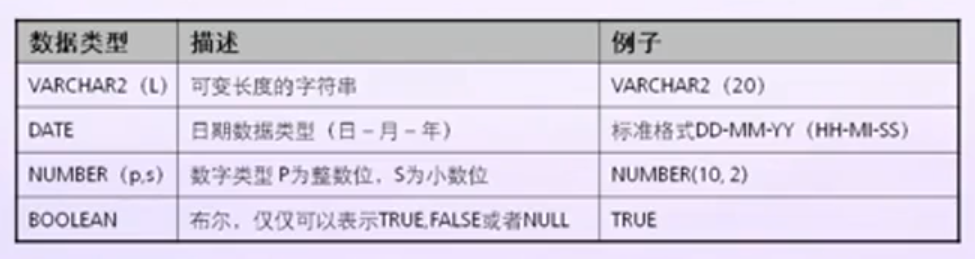 数据类型 描述 例子
VARCHAR2（L） 可变长度的字符串 VARCHAR2（20）
DATE 日期数据类型（日－月－年） 标准格式DD-MM-YY（HH-MI-SS）
NUMBER（p,s） 数字类型 P为整数位，S为小数位 NUMBER(10, 2)
BOOLEAN 布尔，仅仅可以表示TRUE,FALSE或者NULL TRUE